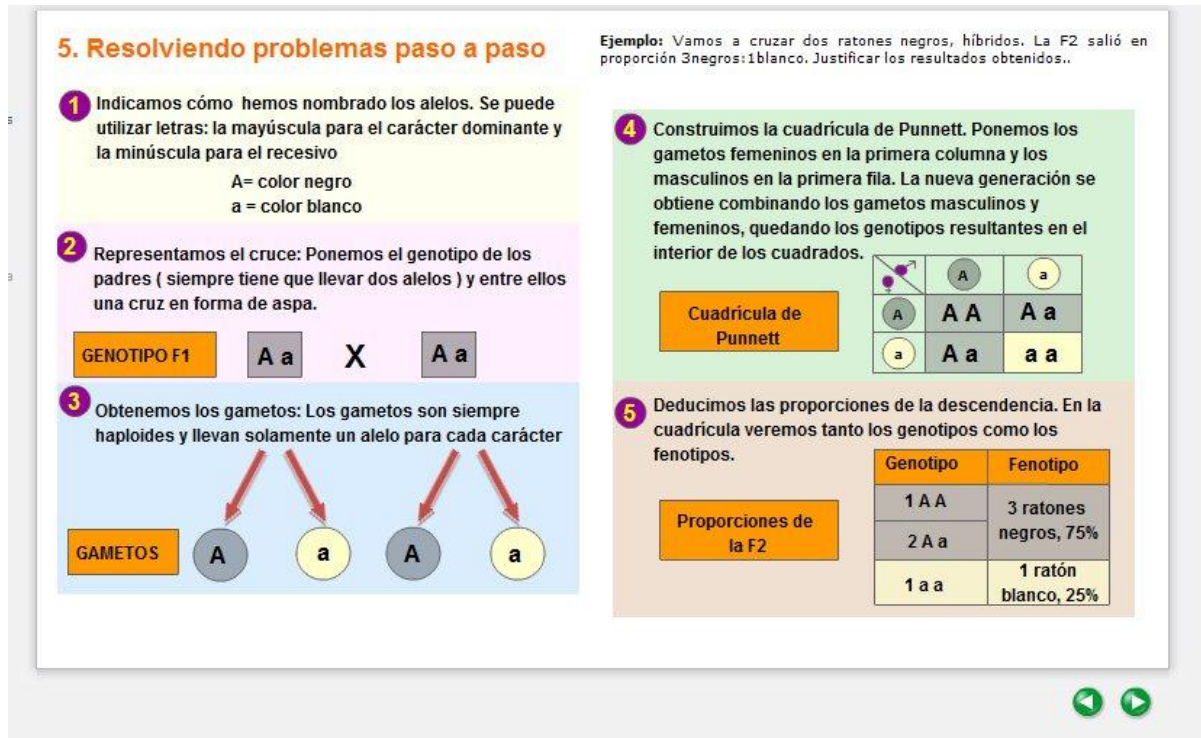 5. Resolviendo problemas paso a paso
Ejemplo: Vamos a cruzar dos ratones negros, híbridos. La F2 salió en
proporción 3negros:1blanco. Justificar los resultados obtenidos..
1
Indicamos cómo hemos nombrado los alelos. Se puede
utilizar letras: la mayúscula para el carácter dominante y
la minúscula para el recesivo
A= color negro
a = color blanco
2
Representamos el cruce: Ponemos el genotipo de los
padres ( siempre tiene que llevar dos alelos ) y entre ellos
una cruz en forma de aspa.
GENOTIPO F1
A a
X
A a
3
Obtenemos los gametos: Los gametos son siempre
haploides y llevan solamente un alelo para cada carácter
GAMETOS
A
a
A
a
4
Construimos la cuadrícula de Punnett. Ponemos los
gametos femeninos en la primera columna y los
masculinos en la primera fila. La nueva generación se
obtiene combinando los gametos masculinos y
femeninos, quedando los genotipos resultantes en el
interior de los cuadrados.
Cuadrícula de
Punnett
♂
♀
A
a
A
A A
A a
a
A a
a a
5
Deducimos las proporciones de la descendencia. En la
cuadrícula veremos tanto los genotipos como los
fenotipos.
Proporciones de
la F2
Genotipo
Fenotipo
1 A A
2 A a
3 ratones
negros, 75%
1 a a
1 ratón
blanco, 25%